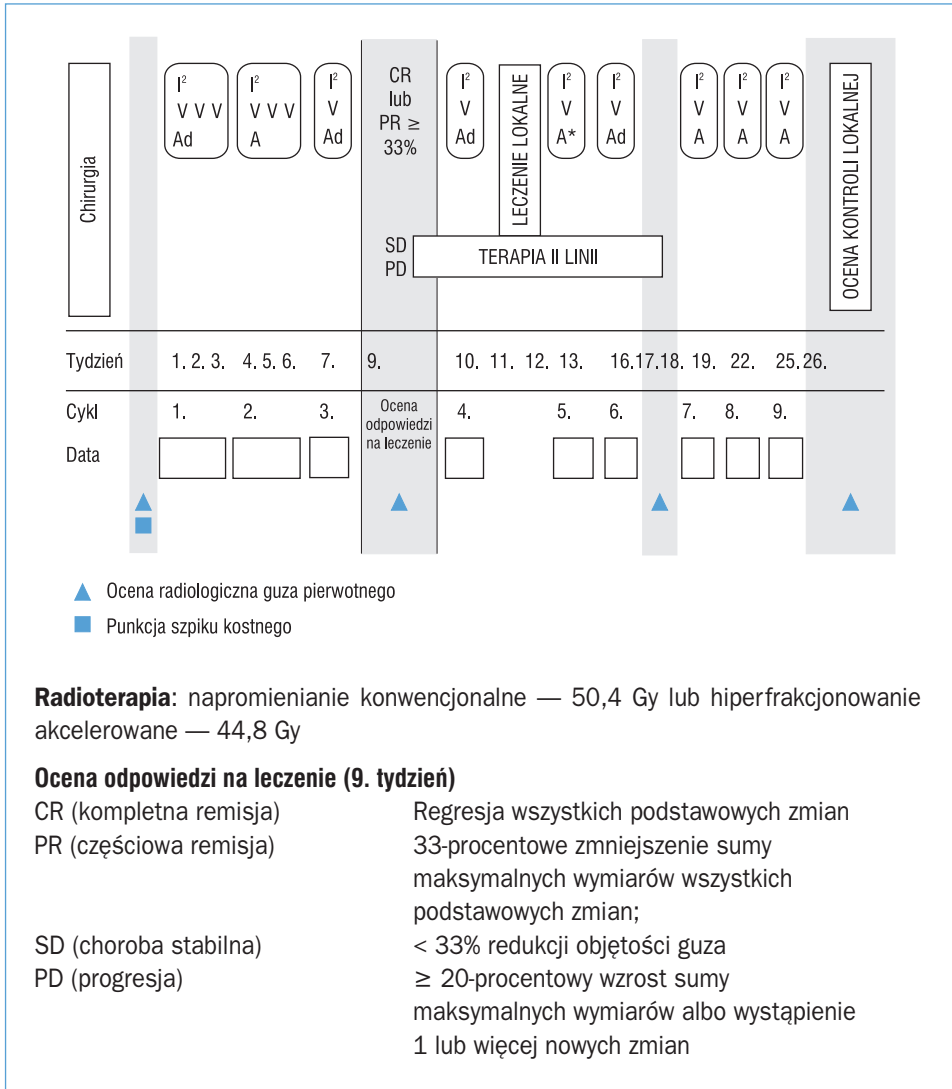 Chirurgia
I² I² I² CR I² I² I² I² I² I²
V V V V V V V lub V V V V V V
Ad A Ad PR ≥ Ad A* Ad A A A
33%
LECZENIE LOKALNE
OCENA KONTROLI LOKALNEJ
SD
PD
TERAPIA II LINII
Tydzień 1. 2. 3. 4. 5. 6. 7. 9. 10. 11. 12. 13. 16.17.18. 19. 22. 25.26.
Cykl 1. 2. 3. Ocena 4. 5. 6. 7. 8. 9.
odpowiedzi
na leczenie
Data
Ocena radiologiczna guza pierwotnego
Punkcja szpiku kostnego
Radioterapia: napromienianie konwencjonalne — 50,4 Gy lub hiperfrakcjonowanie
akcelerowane — 44,8 Gy
Ocena odpowiedzi na leczenie (9. tydzień)
CR (kompletna remisja) Regresja wszystkich podstawowych zmian
PR (częściowa remisja) 33-procentowe zmniejszenie sumy
maksymalnych wymiarów wszystkich
podstawowych zmian;
SD (choroba stabilna) < 33% redukcji objętości guza
PD (progresja) ≥ 20-procentowy wzrost sumy
maksymalnych wymiarów albo wystąpienie
1 lub więcej nowych zmian